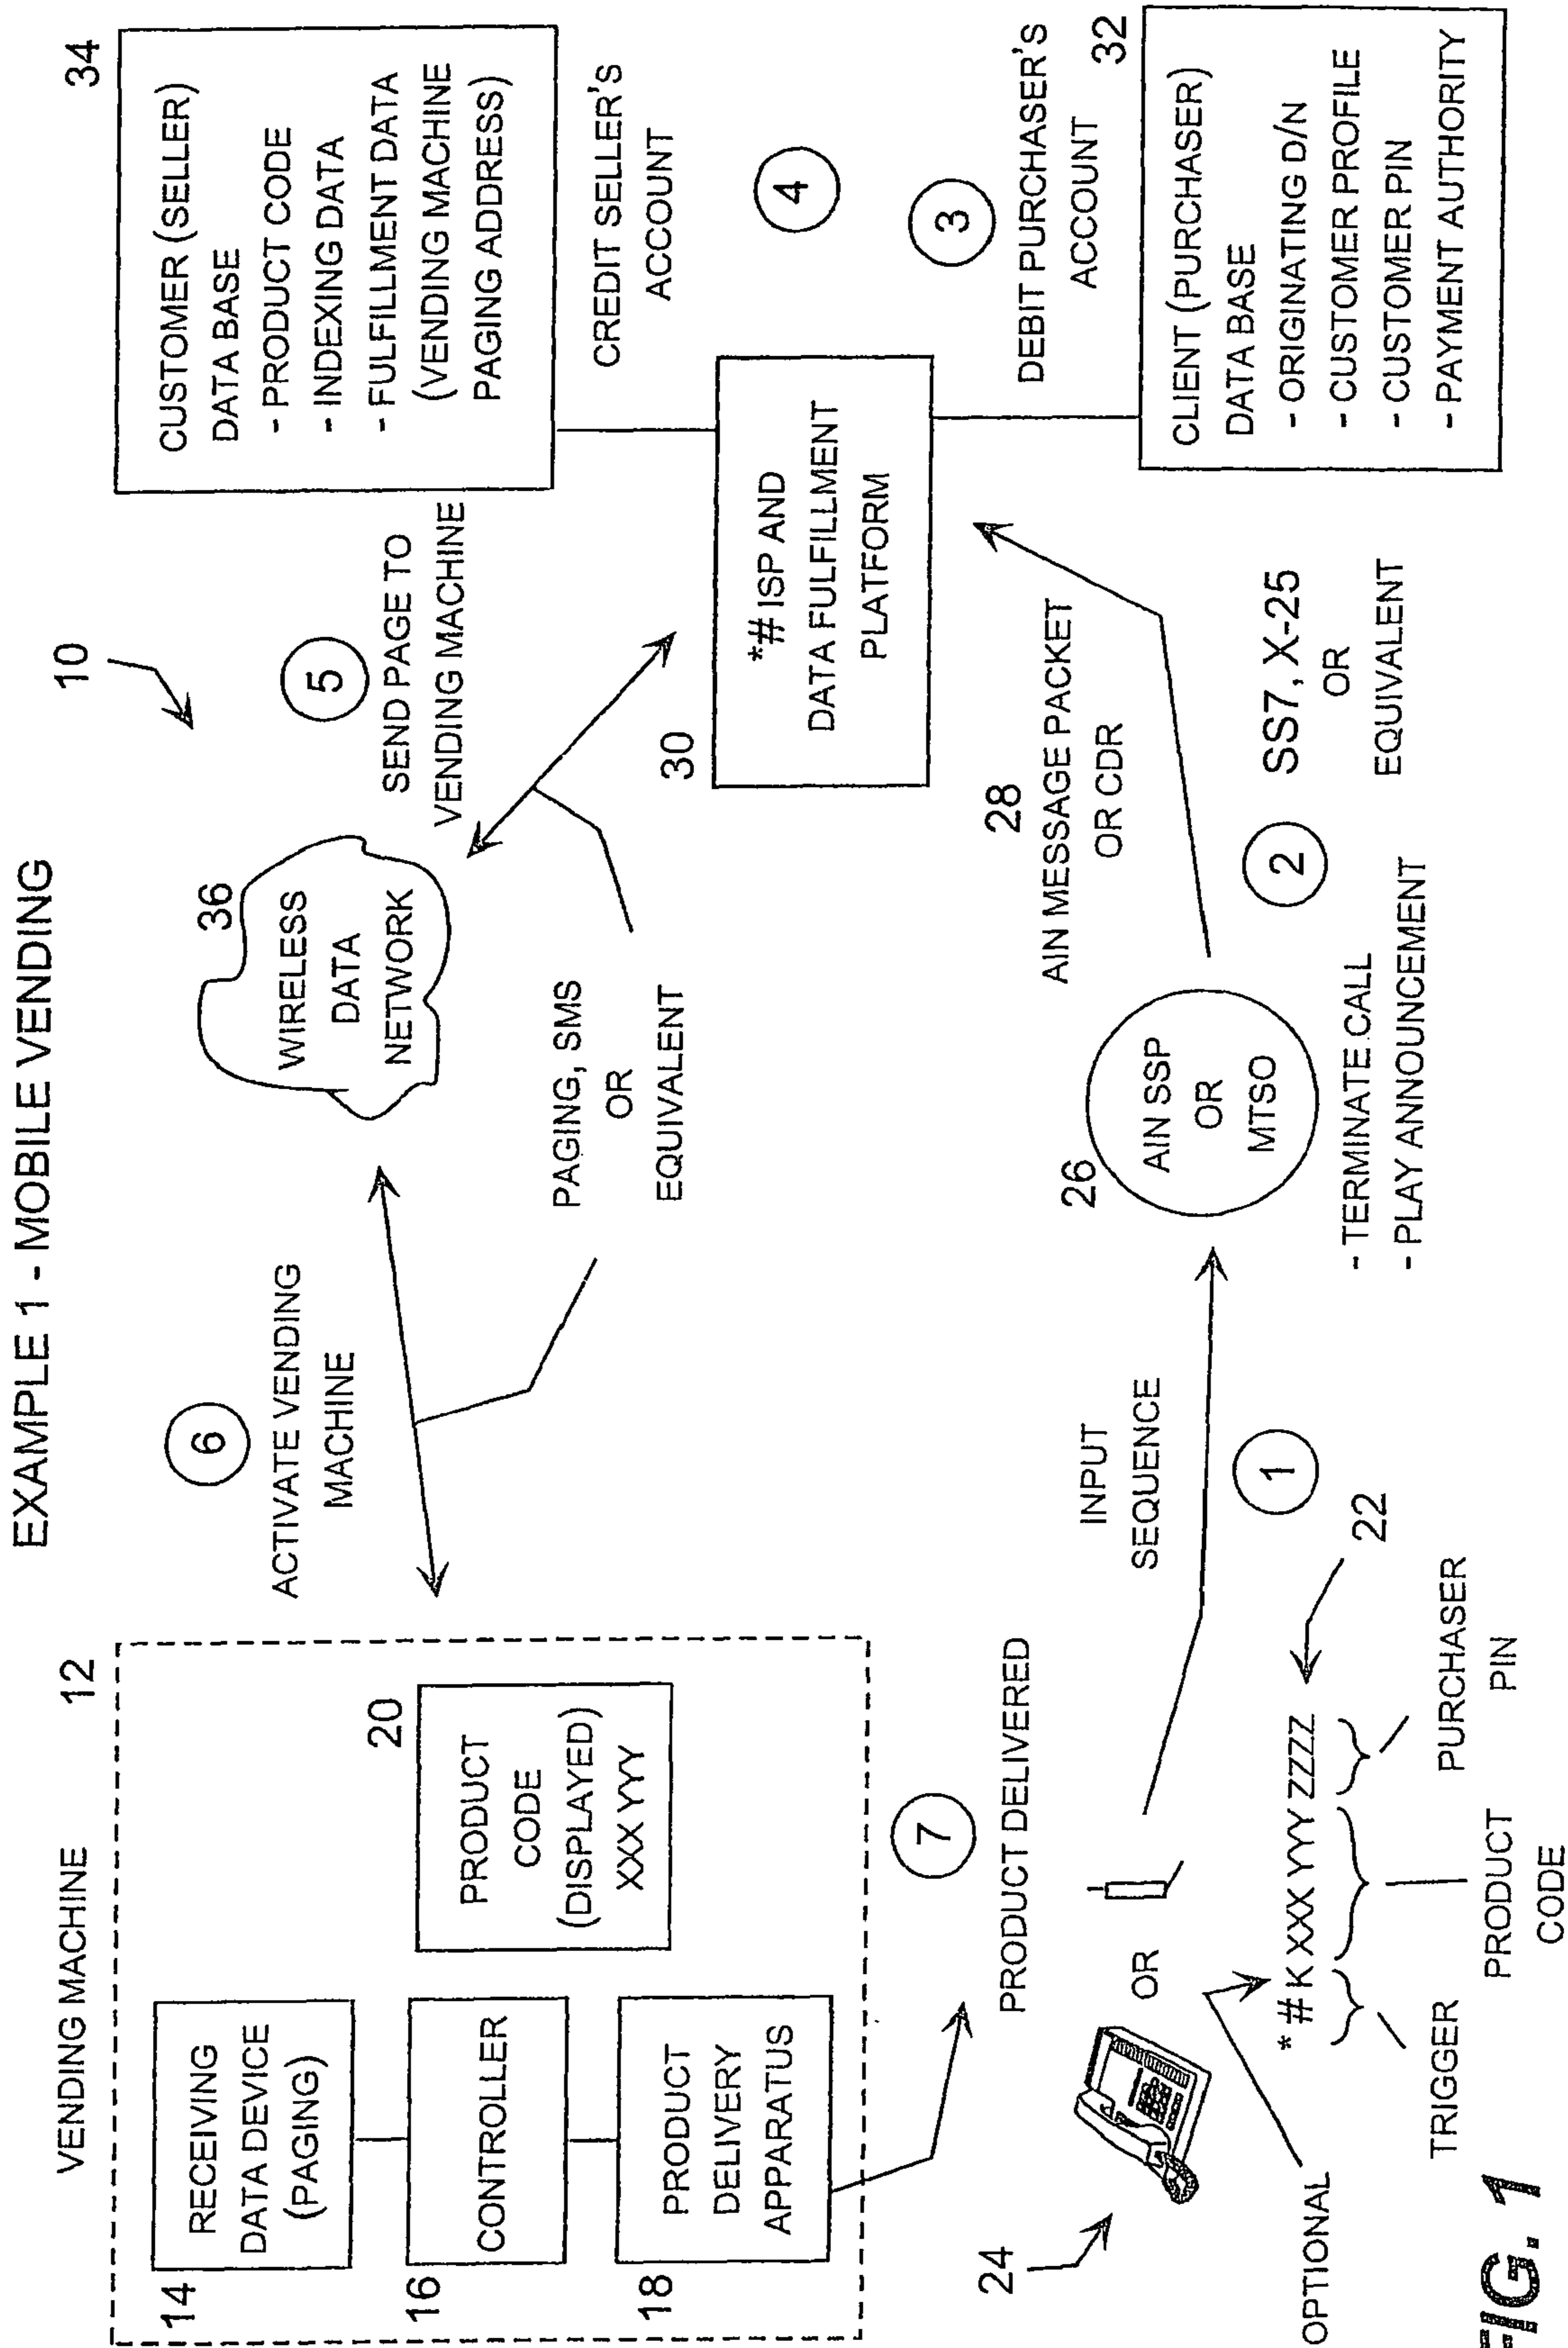 EXAMPLE 1 - MOBILE VENDING
10
VENDING MACHINE
12
14
RECEIVING
DATA DEVICE
(PAGING)
16
CONTROLLER
18
PRODUCT
DELIVERY
APPARATUS
20
PRODUCT
CODE
(DISPLAYED)
XXX YYY
6
ACTIVATE VENDING
MACHINE
36
WIRELESS
DATA
NETWORK
PAGING, SMS
OR
EQUIVALENT
5
SEND PAGE TO
VENDING MACHINE
34
CUSTOMER (SELLER)
DATA BASE
- PRODUCT CODE
- INDEXING DATA
- FULFILLMENT DATA
(VENDING MACHINE
PAGING ADDRESS)
CREDIT SELLER'S
ACCOUNT
4
30
*# ISP AND
DATA FULFILLMENT
PLATFORM
3
DEBIT PURCHASER'S
ACCOUNT
32
CLIENT (PURCHASER)
DATA BASE
- ORIGINATING D/N
- CUSTOMER PROFILE
- CUSTOMER PIN
- PAYMENT AUTHORITY
7
PRODUCT DELIVERED
24
OR
OPTIONAL
*# K XXX YYY ZZZZ
22
TRIGGER
PRODUCT
CODE
PURCHASER
PIN
INPUT
SEQUENCE
1
26
AIN SSP
OR
MTSO
- TERMINATE CALL
- PLAY ANNOUNCEMENT
28
AIN MESSAGE PACKET
OR CDR
2
SS7, X-25
OR
EQUIVALENT
FIG. 1